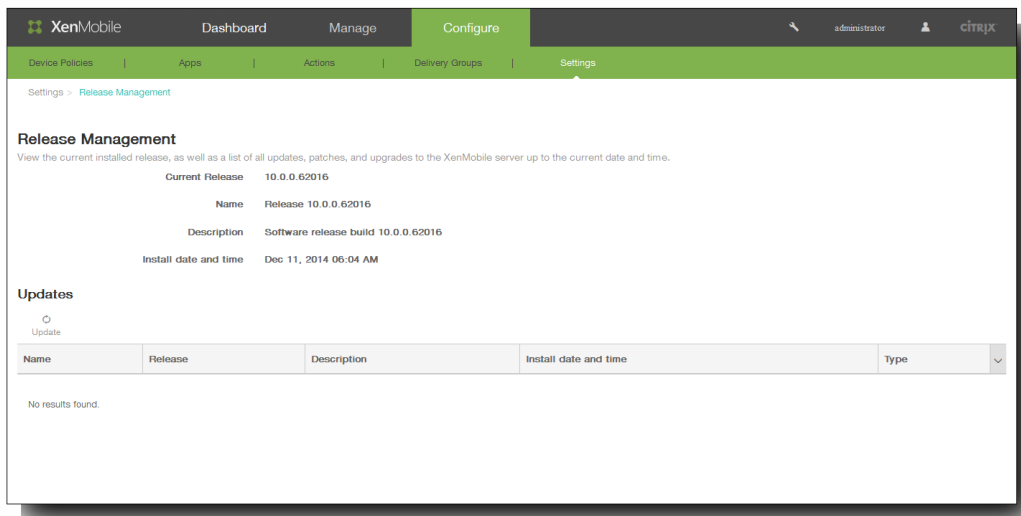 XenMobile Dashboard Manage Configure administrator CİTRIX
Device Policies | Apps | Actions | Delivery Groups | Settings
Settings > Release Management
Release Management
View the current installed release, as well as a list of all updates, patches, and upgrades to the XenMobile server up to the current date and time.
Current Release 10.0.0.62016
Name Release 10.0.0.62016
Description Software release build 10.0.0.62016
Install date and time Dec 11, 2014 06:04 AM
Updates
Update
Name Release Description Install date and time Type
No results found.